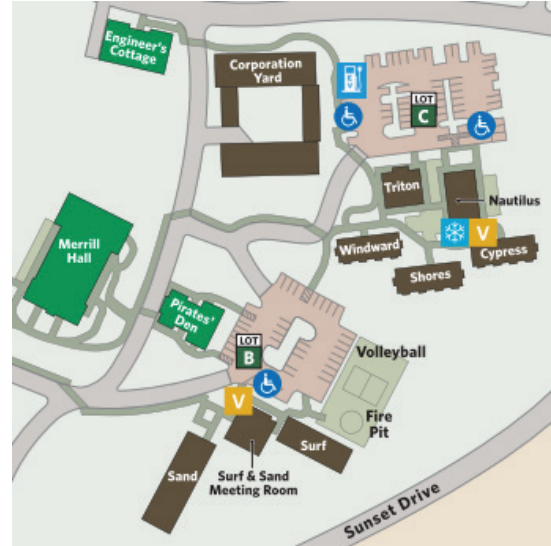 Engineer's
Cottage
Corporation
Yard
LOT
C
Triton
Nautilus
V
Merrill
Hall
Windward
Shores
Cypress
Pirates'
Den
LOT
B
Volleyball
V
Fire
Pit
Sand
Surf & Sand
Meeting Room
Surf
Sunset Drive